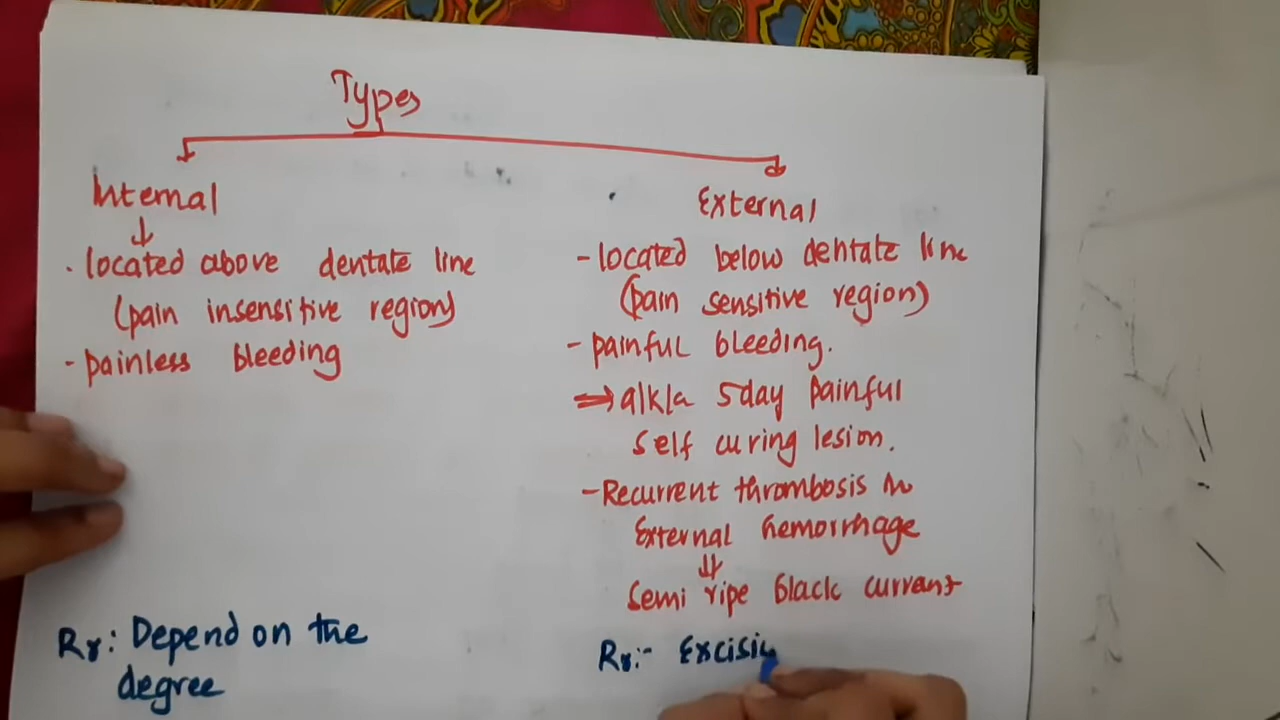 Types
Internal
. located above dentate line
(pain insensitive region)
- painless bleeding
Rx: Depend on the
degree
External
- located below dentate line
(pain sensitive region)
- painful bleeding.
⇒ a/k/a 5day painful
self curing lesion.
- Recurrent thrombosis in
External hemorrhage
semi ripe black currant
Rx:- Excisi